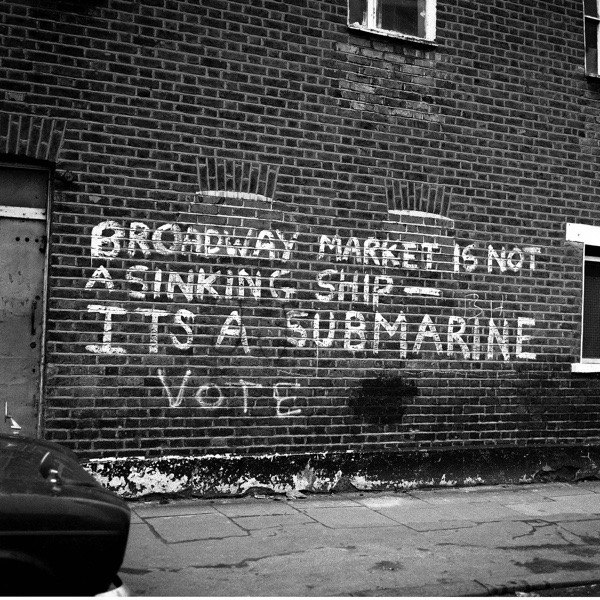 BROADWAY MARKET IS NOT
A SINKING SHIP —
ITS A SUBMARINE
VOTE